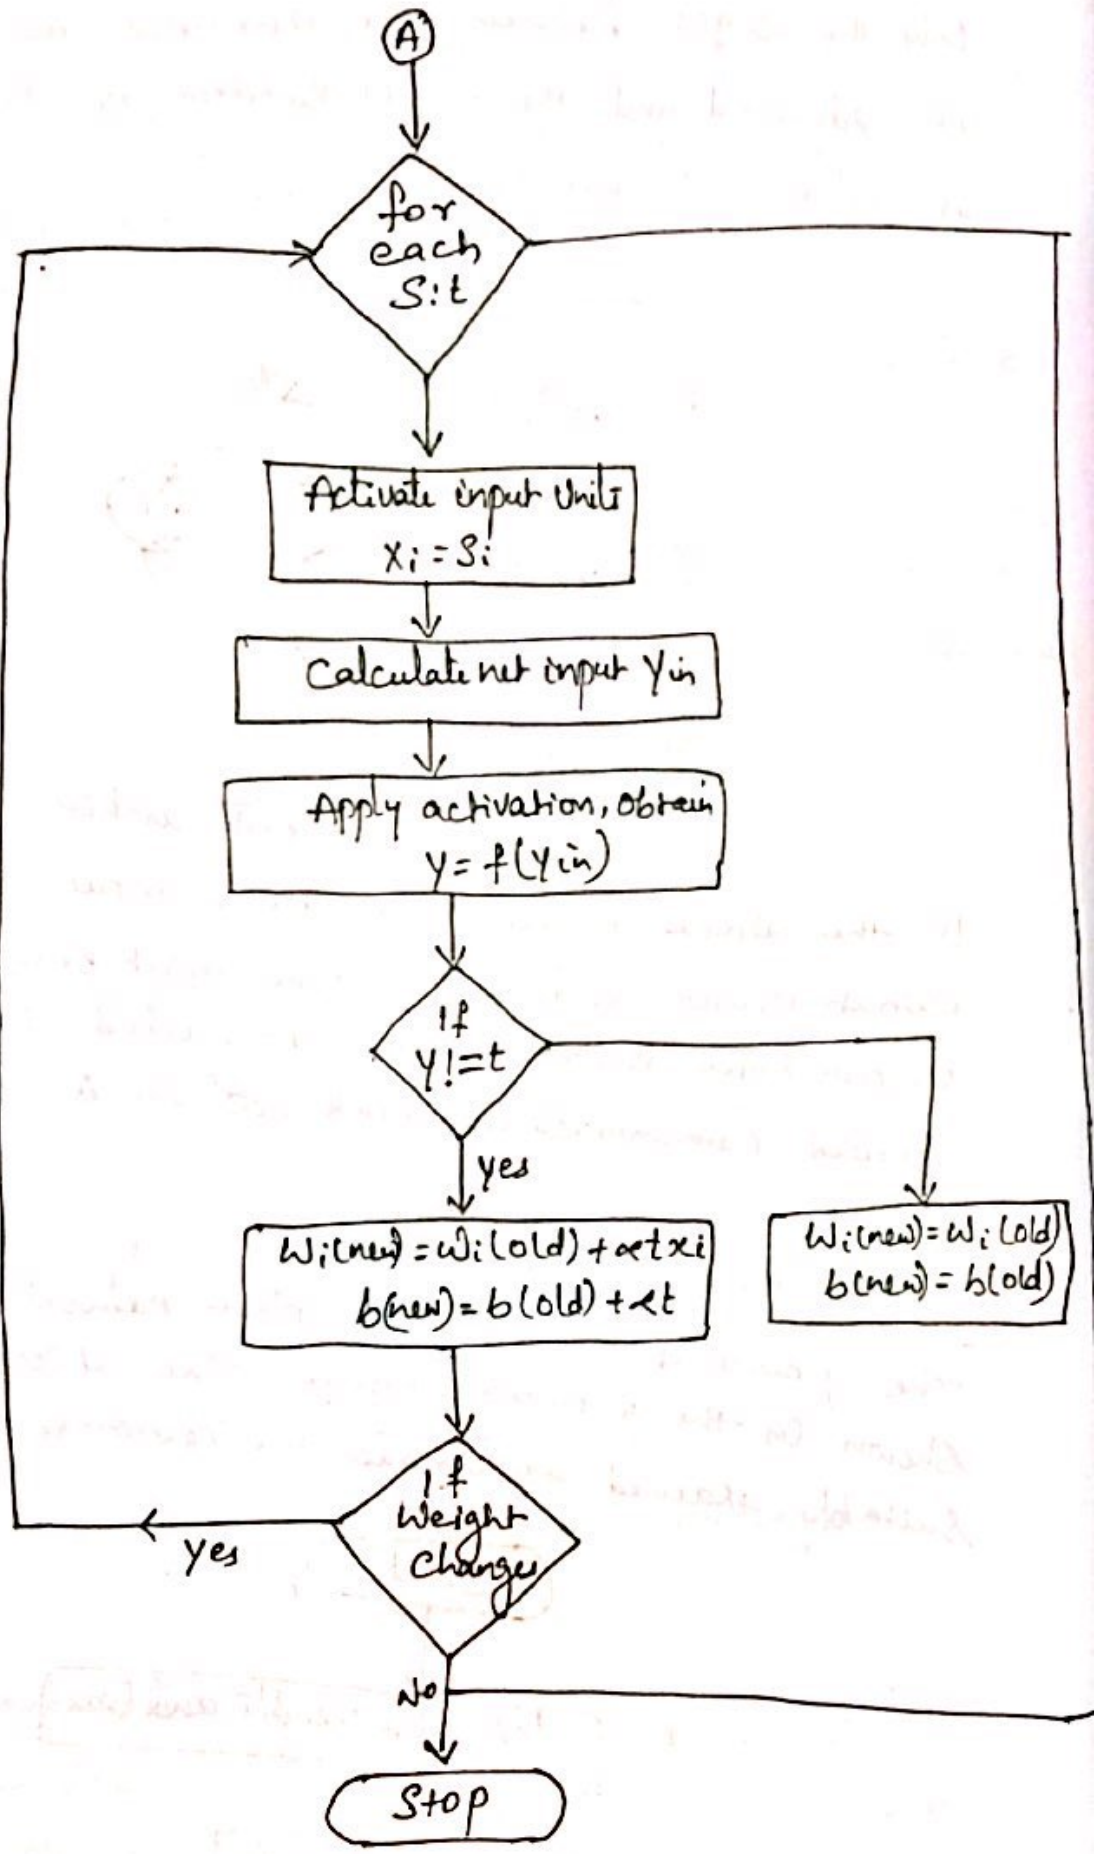 A
for
each
S:t
Activate input Units
xi = Si
Calculate net input Yin
Apply activation, obtain
y = f(yin)
If
Y!=t
yes
Wi(new) = Wi(old) + αtxi
b(new) = b(old) + αt
Wi(new) = Wi(old)
b(new) = b(old)
If
Weight
Changes
yes
No
Stop